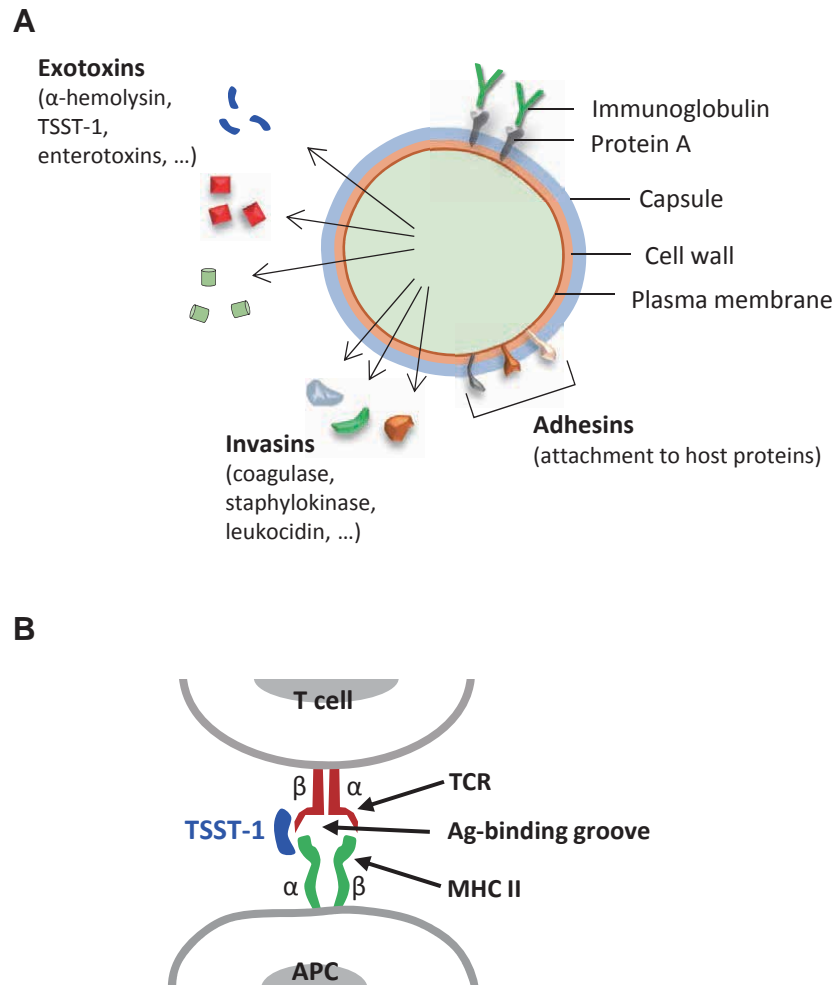 A
Exotoxins
(α-hemolysin,
TSST-1,
enterotoxins, ...)
Immunoglobulin
Protein A
Capsule
Cell wall
Plasma membrane
Adhesins
(attachment to host proteins)
Invasins
(coagulase,
staphylokinase,
leukocidin, ...)
B
T cell
β α
TCR
TSST-1
Ag-binding groove
MHC II
α β
APC